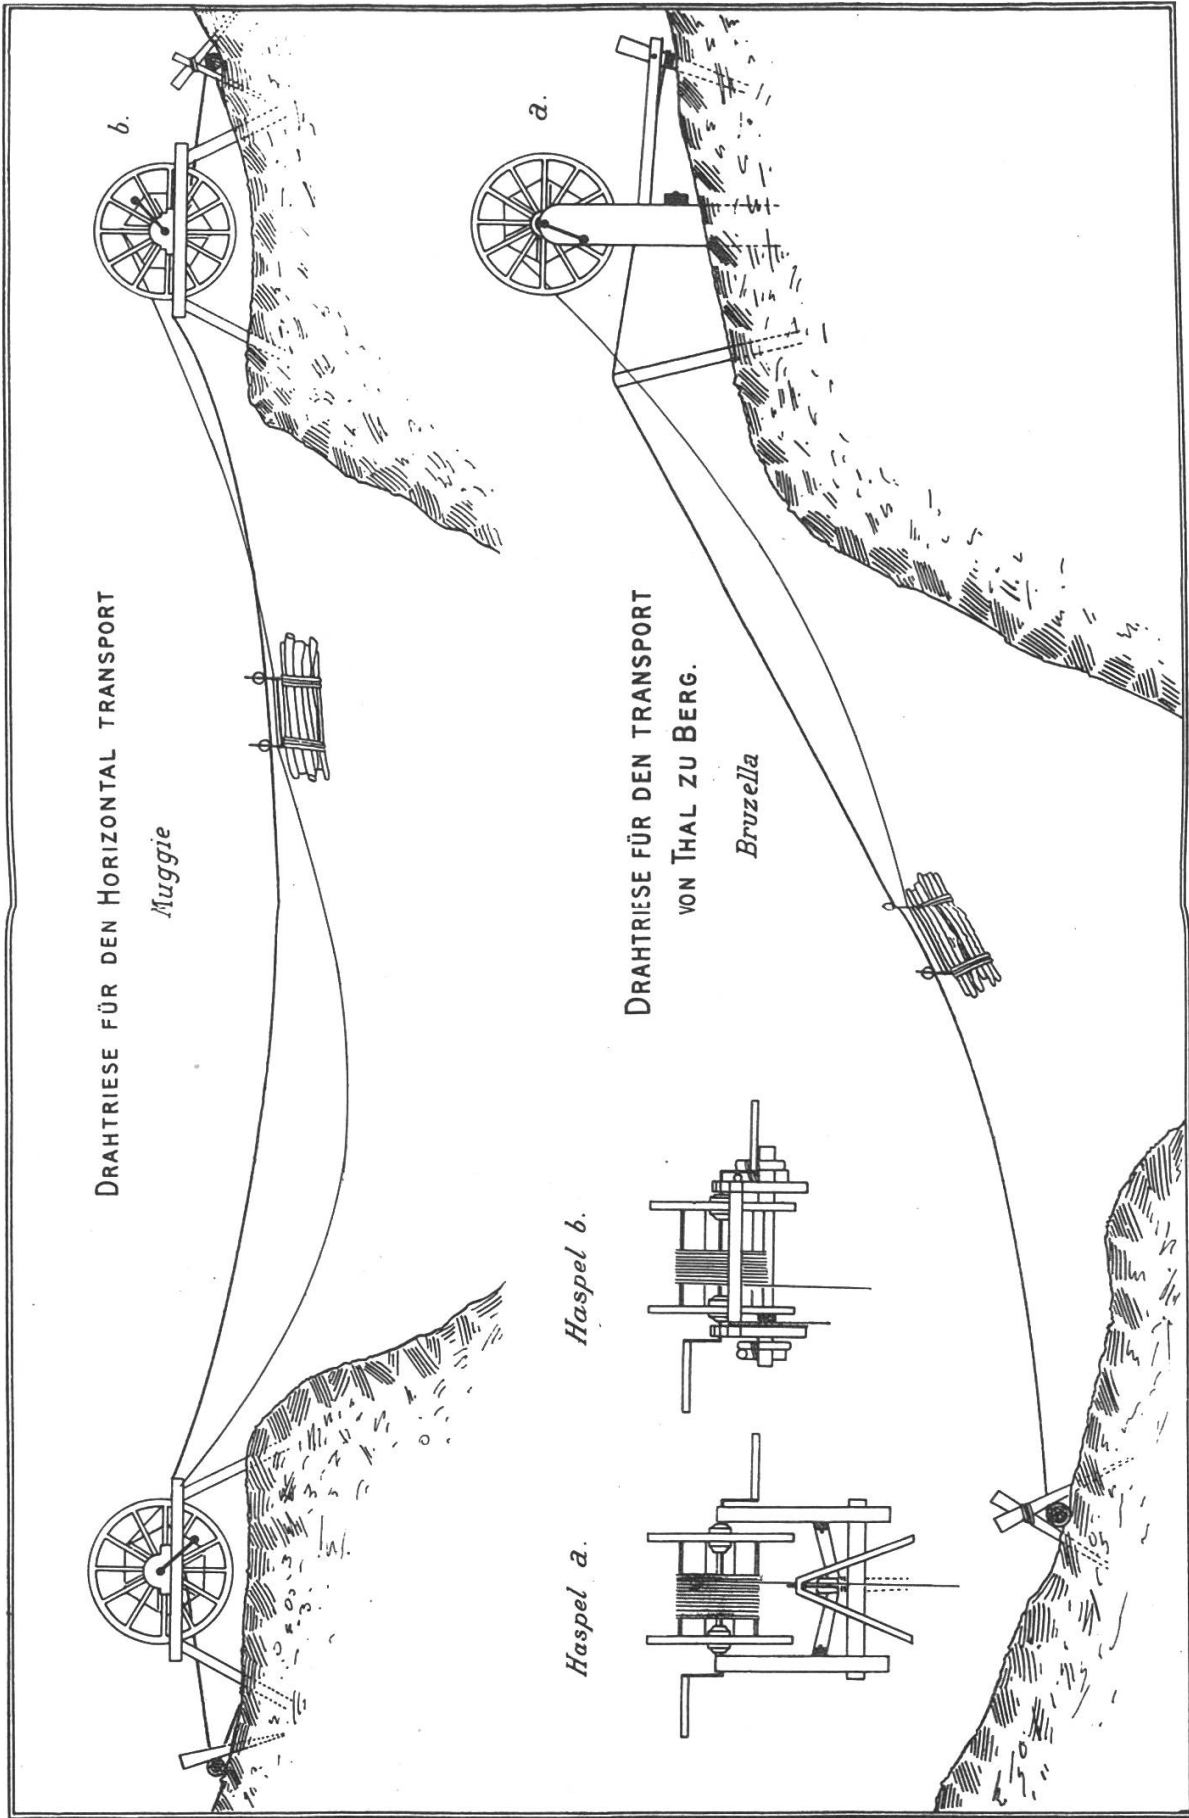 DRAHTRIESE FÜR DEN HORIZONTAL TRANSPORT
Muggie
b.
DRAHTRIESE FÜR DEN TRANSPORT
VON THAL ZU BERG.
Bruzella
a.
Haspel a.
Haspel b.